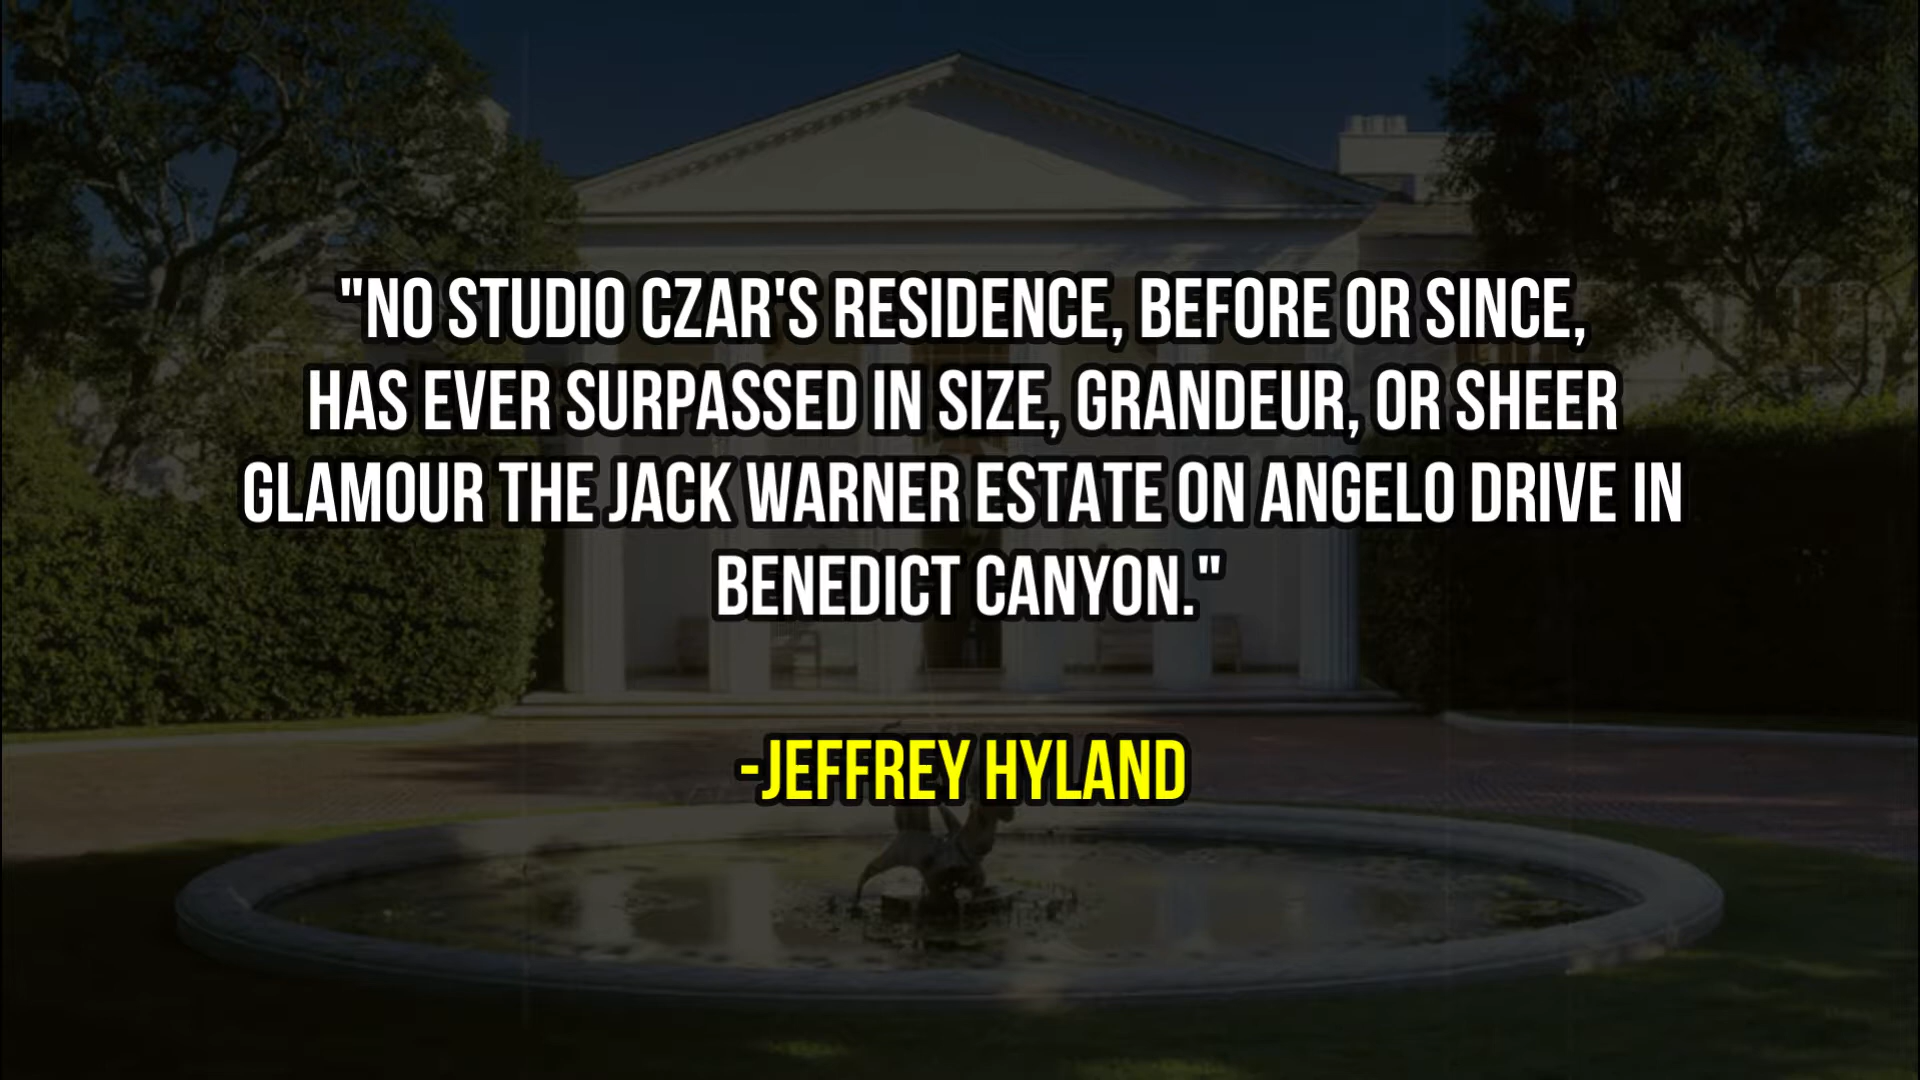 "NO STUDIO CZAR'S RESIDENCE, BEFORE OR SINCE,
HAS EVER SURPASSED IN SIZE, GRANDEUR, OR SHEER
GLAMOUR THE JACK WARNER ESTATE ON ANGELO DRIVE IN
BENEDICT CANYON."
-JEFFREY HYLAND